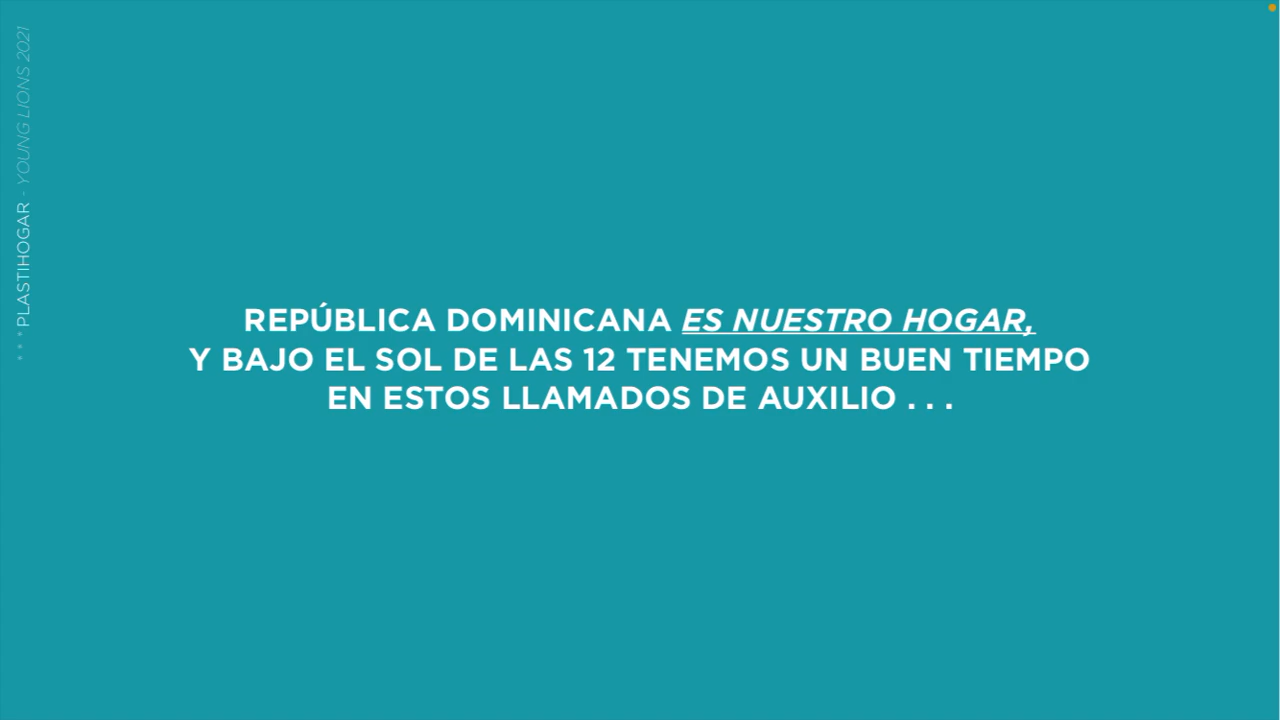 PLASTIHOGAR - YOUNG LIONS 2021
REPÚBLICA DOMINICANA ES NUESTRO HOGAR,
Y BAJO EL SOL DE LAS 12 TENEMOS UN BUEN TIEMPO
EN ESTOS LLAMADOS DE AUXILIO . . .